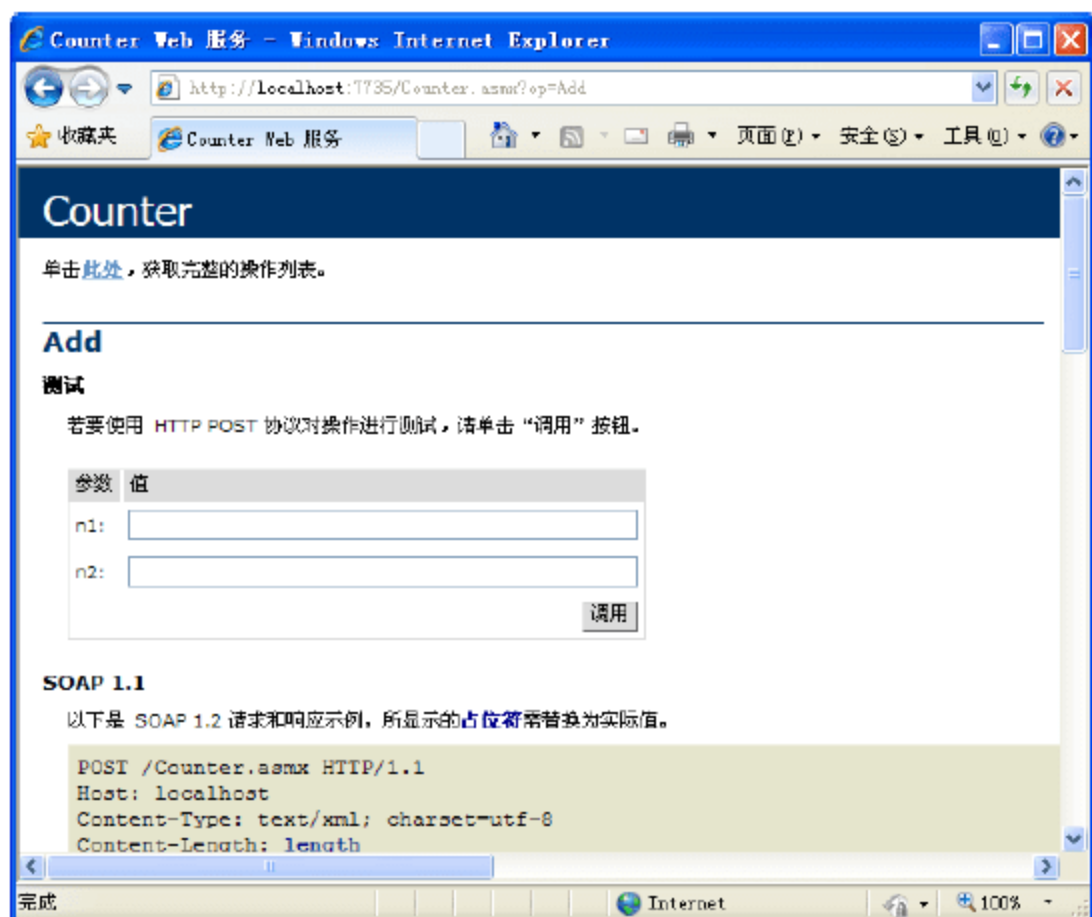 Counter Web 服务 - Windows Internet Explorer
http://localhost:7735/Counter.asmx?op=Add
收藏夹 Counter Web 服务 页面(P) 安全(S) 工具(O)
Counter
单击此处，获取完整的操作列表。
Add
测试
若要使用 HTTP POST 协议对操作进行测试，请单击“调用”按钮。
参数 值
n1:
n2:
调用
SOAP 1.1
以下是 SOAP 1.2 请求和响应示例。所显示的占位符需替换为实际值。
POST /Counter.asmx HTTP/1.1
Host: localhost
Content-Type: text/xml; charset=utf-8
Content-Length: length
完成 Internet 100%